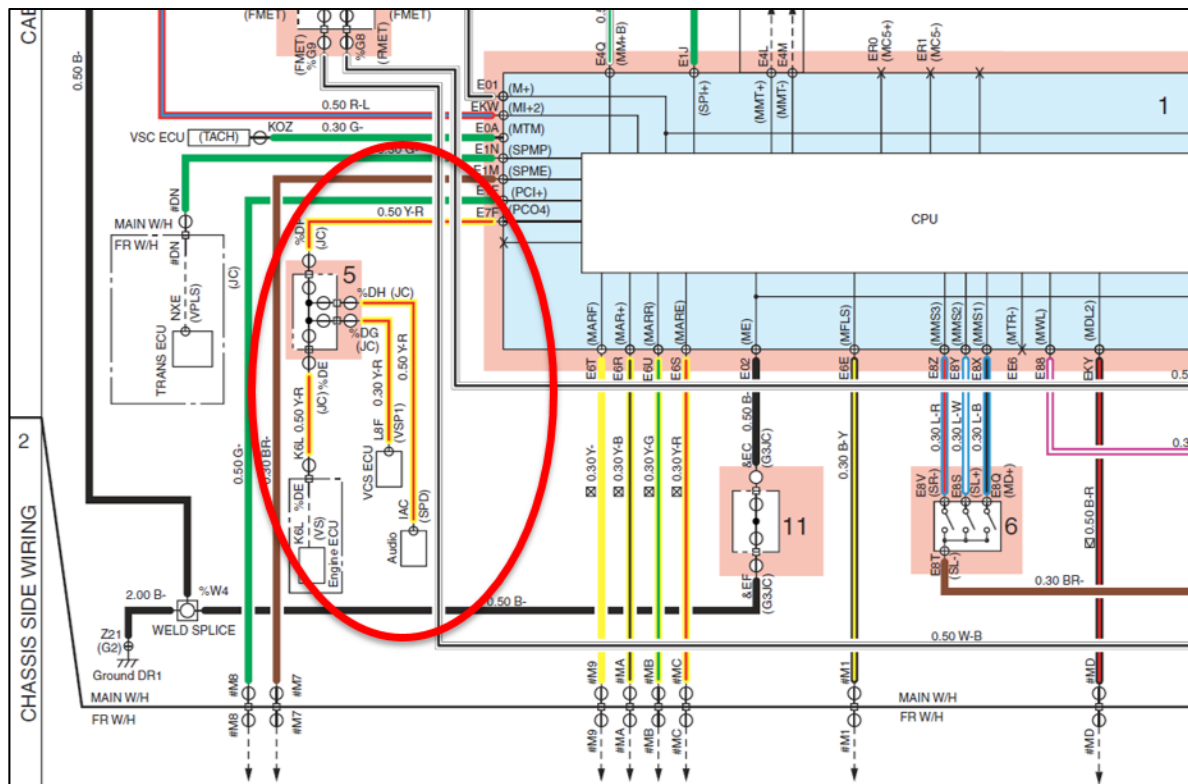 CAB
2
CHASSIS SIDE WIRING
0.50 B-
(FMET)
(FMET)
(FMET)
%G9
%G8
(FMET)
E4Q
(MM+B)
E1J
(SPI+)
E4L
E4M
(MMT+)
(MMT-)
ER0
(MC5+)
ER1
(MC5-)
1
0.50 R-L
E01
(M+)
EKW
(MI+2)
VSC ECU
(TACH)
KOZ
0.30 G-
E0A
(MTM)
0.30 G-
E1N
(SPMP)
E1M
(SPME)
(PCI+)
0.50 Y-R
E7F
(PCO4)
CPU
#DN
MAIN W/H
FR W/H
#DN
(JC)
NXE
(VPLS)
TRANS ECU
(JC)
5
%DH (JC)
%DG
(JC)
%DE
(JC)
0.50 Y-R
0.30 Y-R
0.50 Y-R
K6L
L8F
(VSP1)
VCS ECU
IAC
(SPD)
Audio
%DE
K6L
(VS)
Engine ECU
0.50 G-
0.30 BR-
(MARF)
(MAR+)
(MARR)
(MARE)
(ME)
(MFLS)
(MMS3)
(MMS2)
(MMS1)
(MTR-)
(MWL)
(MDL2)
E6T
E6R
E6U
E6S
E02
E6E
E8Z
E8Y
E8X
EE6
E88
EKY
0.30 Y-
0.30 Y-B
0.30 Y-G
0.30 Y-R
0.50 B-
&EC
(G3JC)
11
&EF
(G3JC)
0.30 B-Y
0.30 L-R
0.30 L-W
0.30 L-B
E8V
(SR-)
E8S
(SL+)
E8Q
(MD+)
6
E8T
(SL-)
0.30 BR-
0.50 B-R
2.00 B-
%W4
WELD SPLICE
0.50 B-
0.50 W-B
Z21
(G2)
Ground DR1
#M8
#M7
#M9
#MA
#MB
#MC
#M1
#MD
MAIN W/H
FR W/H
MAIN W/H
FR W/H
#M8
#M7
#M9
#MA
#MB
#MC
#M1
#MD